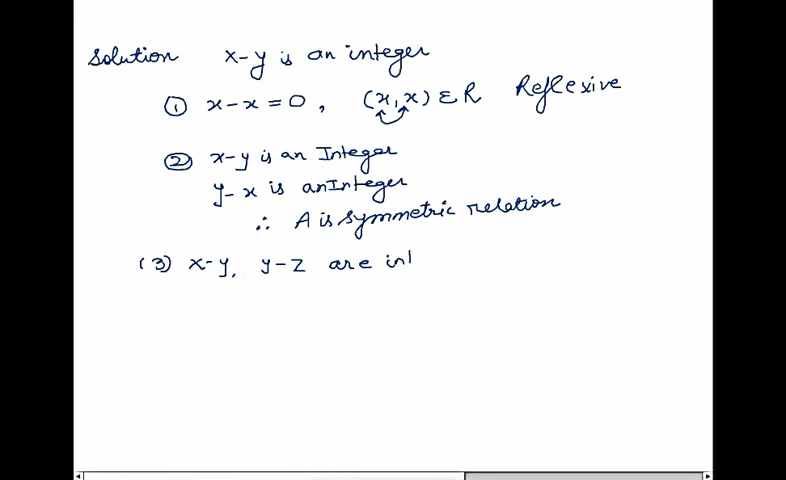 Solution x-y is an integer
① x-x=0, (x,x) ∈ R Reflexive
② x-y is an Integer
y-x is an Integer
∴ A is symmetric relation
(3) x-y, y-z are int